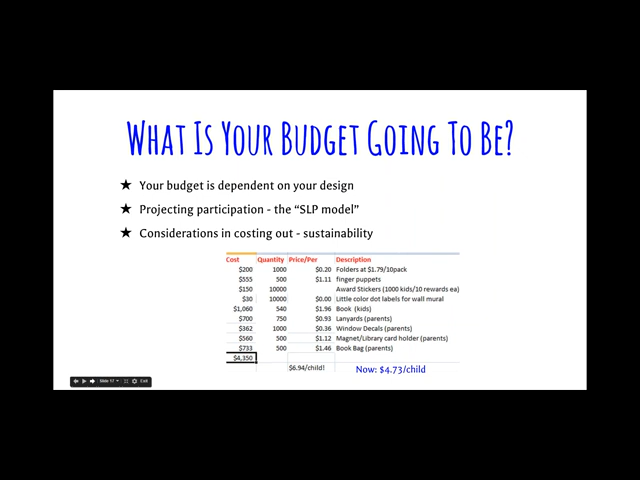 What Is Your Budget Going To Be?
★ Your budget is dependent on your design
★ Projecting participation - the “SLP model”
★ Considerations in costing out - sustainability
Cost Quantity Price/Per Description
$200 1000 $0.20 Folders at $1.79/10pack
$555 500 $1.11 finger puppets
$150 10000 Award Stickers (1000 kids/10 rewards ea)
$30 10000 $0.00 Little color dot labels for wall mural
$1,060 540 $1.96 Book (kids)
$700 750 $0.93 Lanyards (parents)
$362 1000 $0.36 Window Decals (parents)
$560 500 $1.12 Magnet/Library card holder (parents)
$733 500 $1.46 Book Bag (parents)
$4,350
$6.94/child! Now: $4.73/child
Slide 17 Exit